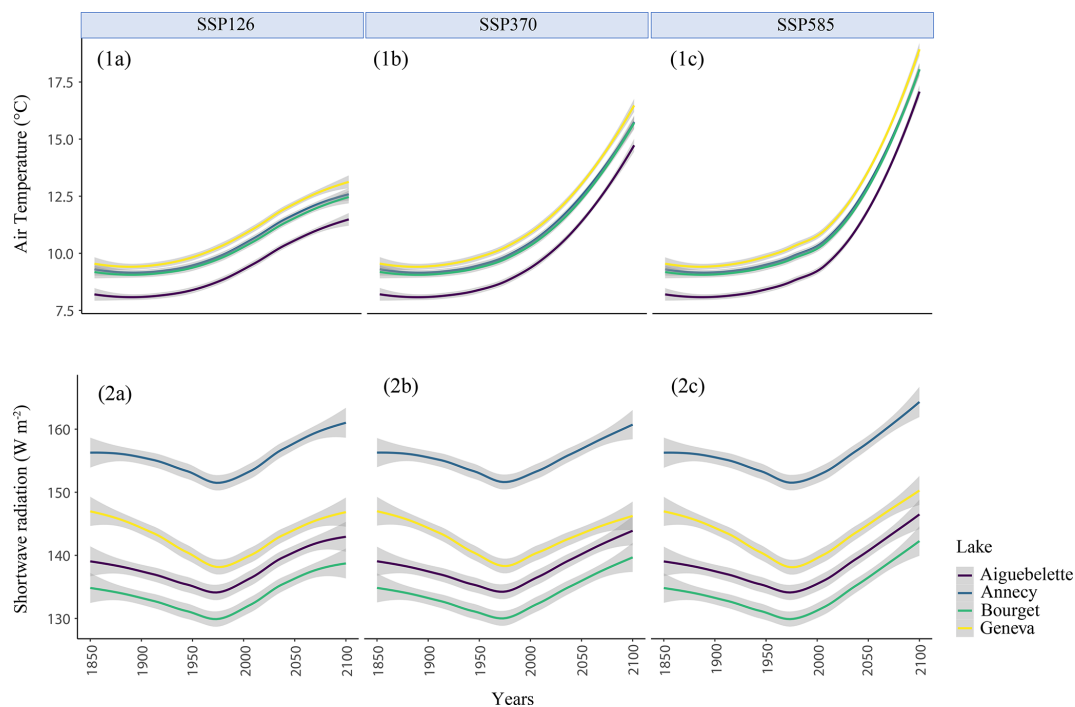 SSP126 SSP370 SSP585
(1a) (1b) (1c)
Air Temperature (°C)
17.5
15.0
12.5
10.0
7.5
(2a) (2b) (2c)
Shortwave radiation (W m-2)
160
150
140
130
1850 1900 1950 2000 2050 2100 1850 1900 1950 2000 2050 2100 1850 1900 1950 2000 2050 2100
Years
Lake
Aiguebelette
Annecy
Bourget
Geneva